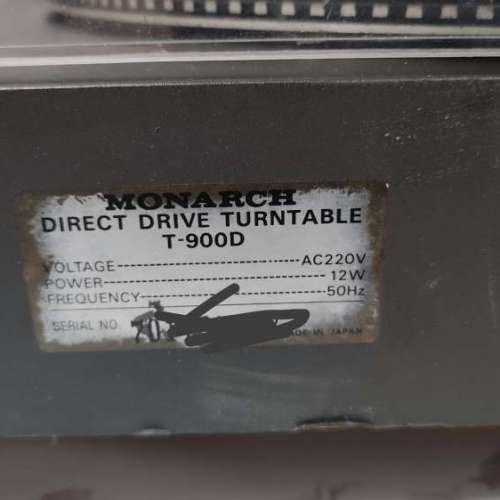 MONARCH
DIRECT DRIVE TURNTABLE
T-900D
VOLTAGE AC220V
POWER 12W
FREQUENCY 50Hz
SERIAL NO.
MADE IN JAPAN